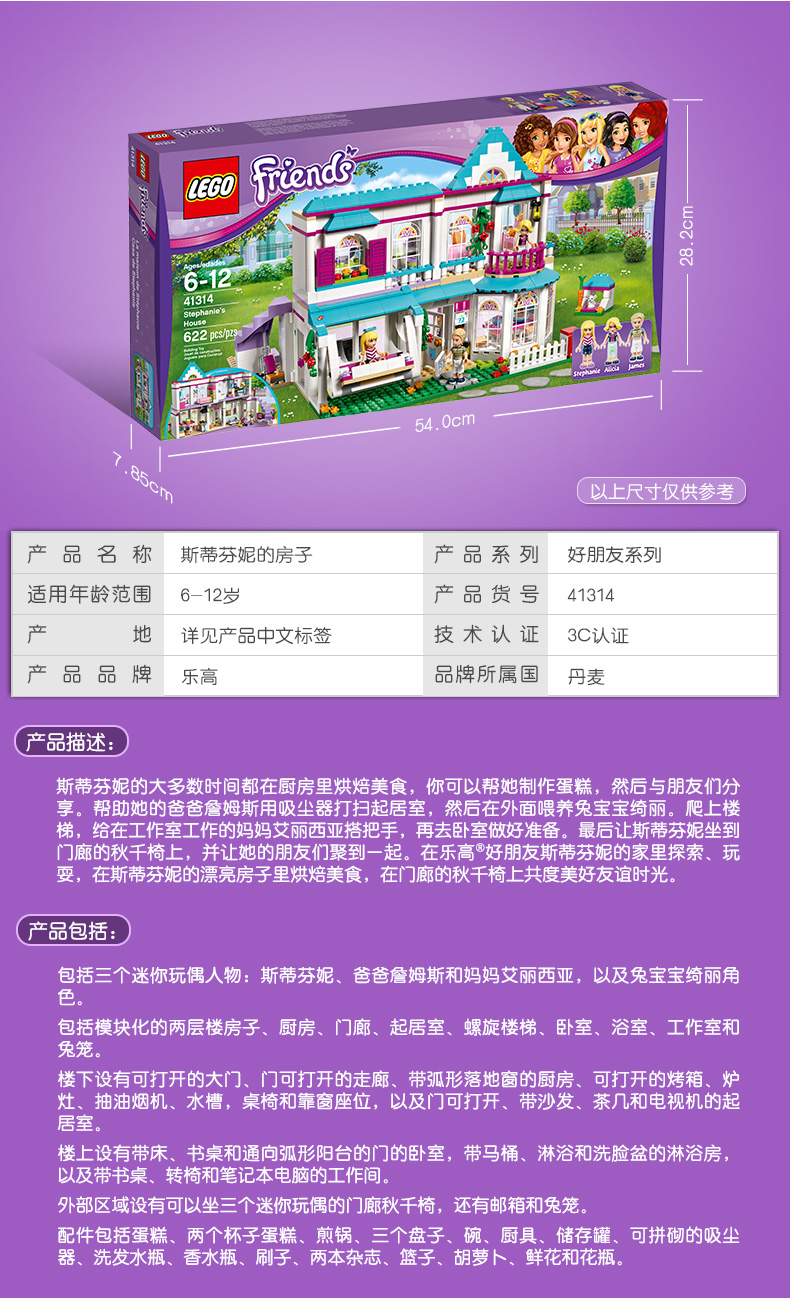 LEGO Friends
41314
LEGO
Friends
41314
La maison de Stephanie
LEGO
Friends
Ages/edades
6-12
41314
Stephanie's
House
622 pcs/pzs
Building Toy
Stephanie
Alicia
James
28.2cm
54.0cm
7.85cm
以上尺寸仅供参考
产品名称 斯蒂芬妮的房子 产品系列 好朋友系列
适用年龄范围 6-12岁 产品货号 41314
产地 详见产品中文标签 技术认证 3C认证
产品品牌 乐高 品牌所属国 丹麦
产品描述：
斯蒂芬妮的大多数时间都在厨房里烘焙美食，你可以帮她制作蛋糕，然后与朋友们分
享。帮助她的爸爸詹姆斯用吸尘器打扫起居室，然后在外面喂养兔宝宝绮丽。爬上楼
梯，给在工作室工作的妈妈艾丽西亚搭把手，再去卧室做好准备。最后让斯蒂芬妮坐到
门廊的秋千椅上，并让她的朋友们聚到一起。在乐高®好朋友斯蒂芬妮的家里探索、玩
耍，在斯蒂芬妮的漂亮房子里烘焙美食，在门廊的秋千椅上共度美好友谊时光。
产品包括：
包括三个迷你玩偶人物：斯蒂芬妮、爸爸詹姆斯和妈妈艾丽西亚，以及兔宝宝绮丽角
色。
包括模块化的两层楼房子、厨房、门廊、起居室、螺旋楼梯、卧室、浴室、工作室和
兔笼。
楼下设有可打开的大门、门可打开的走廊、带弧形落地窗的厨房、可打开的烤箱、炉
灶、抽油烟机、水槽，桌椅和靠窗座位，以及门可打开、带沙发、茶几和电视机的起
居室。
楼上设有带床、书桌和通向弧形阳台的门的卧室，带马桶、淋浴和洗脸盆的淋浴房，
以及带书桌、转椅和笔记本电脑的工作间。
外部区域设有可以坐三个迷你玩偶的门廊秋千椅，还有邮箱和兔笼。
配件包括蛋糕、两个杯子蛋糕、煎锅、三个盘子、碗、厨具、储存罐、可拼砌的吸尘
器、洗发水瓶、香水瓶、刷子、两本杂志、篮子、胡萝卜、鲜花和花瓶。